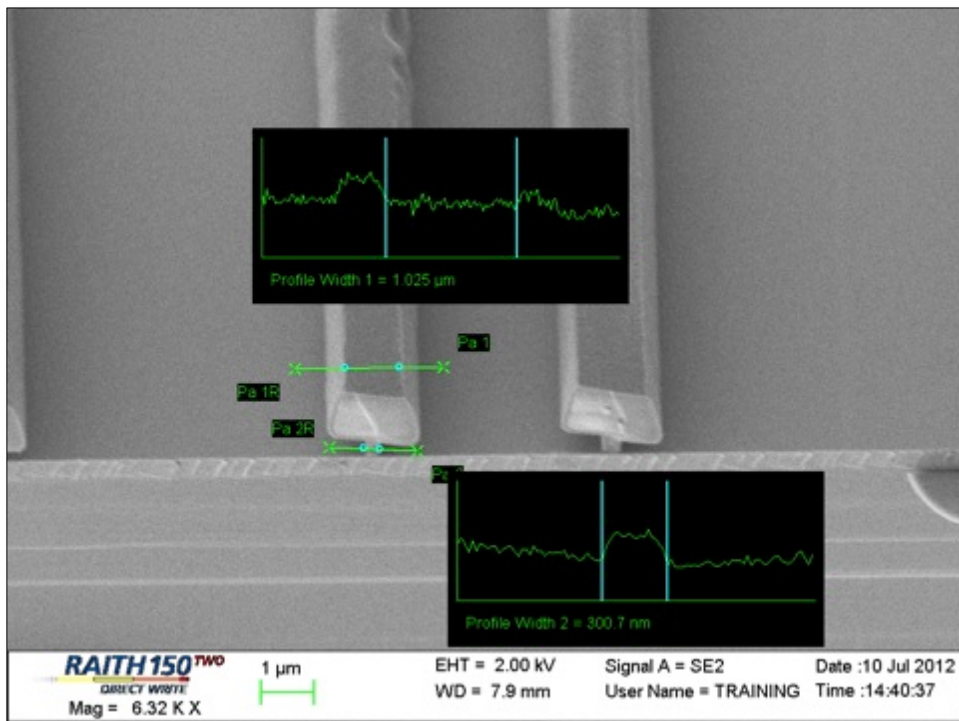 Profile Width 1 = 1.025 µm
Pa 1
Pa 1R
Pa 2R
Profile Width 2 = 300.7 nm
RAITH150 TWO
DIRECT WRITE
Mag = 6.32 K X
1 µm
EHT = 2.00 kV
WD = 7.9 mm
Signal A = SE2
User Name = TRAINING
Date :10 Jul 2012
Time :14:40:37